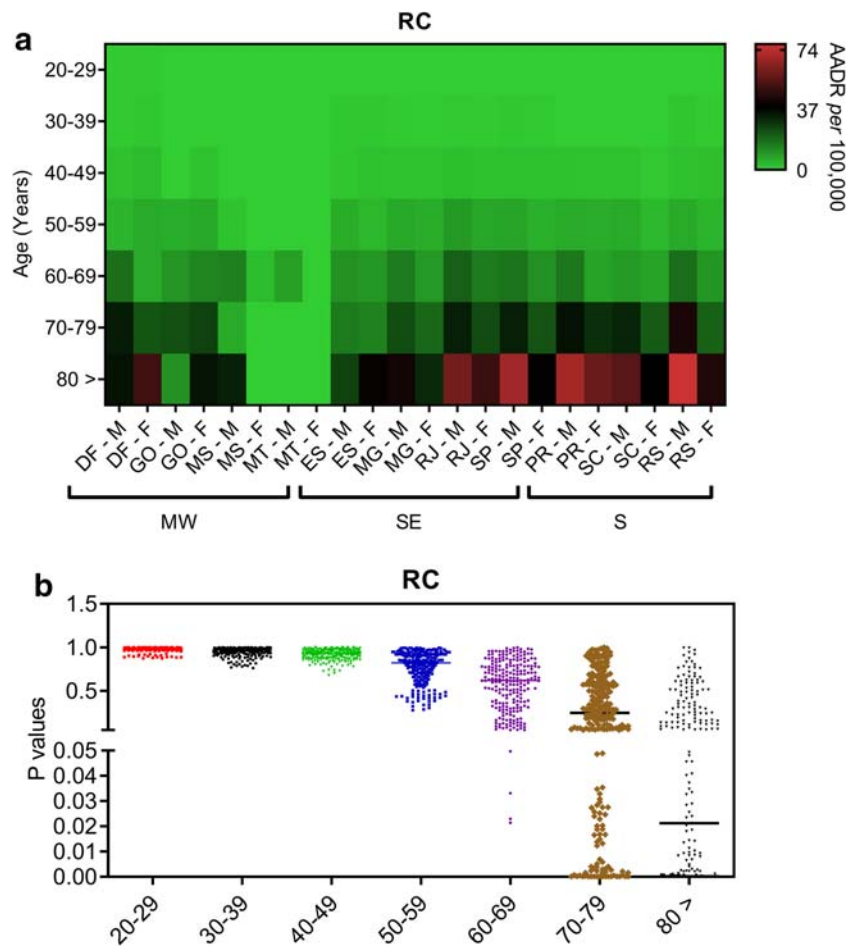 a
RC
Age (Years)
20-29
30-39
40-49
50-59
60-69
70-79
80 >
74
37
0
AADR per 100,000
DF - M
DF - F
GO - M
GO - F
MS - M
MS - F
MT - M
MT - F
ES - M
ES - F
MG - M
MG - F
RJ - M
RJ - F
SP - M
SP - F
PR - M
PR - F
SC - M
SC - F
RS - M
RS - F
MW
SE
S
b
RC
P values
1.5
1.0
0.5
0.05
0.04
0.03
0.02
0.01
0.00
20-29
30-39
40-49
50-59
60-69
70-79
80 >